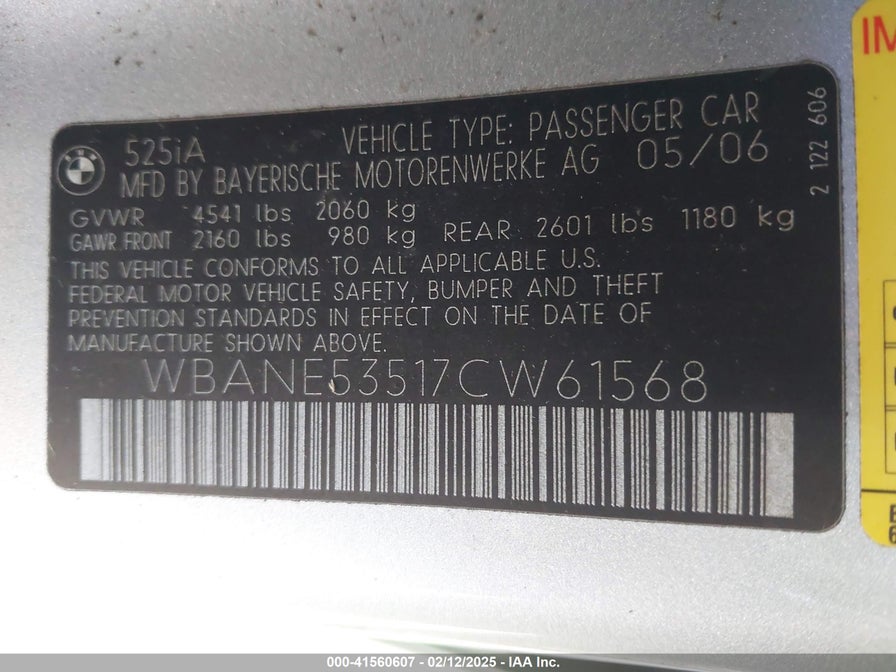 525iA VEHICLE TYPE: PASSENGER CAR
MFD BY BAYERISCHE MOTORENWERKE AG 05/06
GVWR 4541 lbs 2060 kg
GAWR FRONT 2160 lbs 980 kg REAR 2601 lbs 1180 kg
THIS VEHICLE CONFORMS TO ALL APPLICABLE U.S.
FEDERAL MOTOR VEHICLE SAFETY, BUMPER AND THEFT
PREVENTION STANDARDS IN EFFECT ON THE DATE OF
MANUFACTURE SHOWN ABOVE.
WBANE53517CW61568
2 122 606
IM
000-41560607 - 02/12/2025 - IAA Inc.